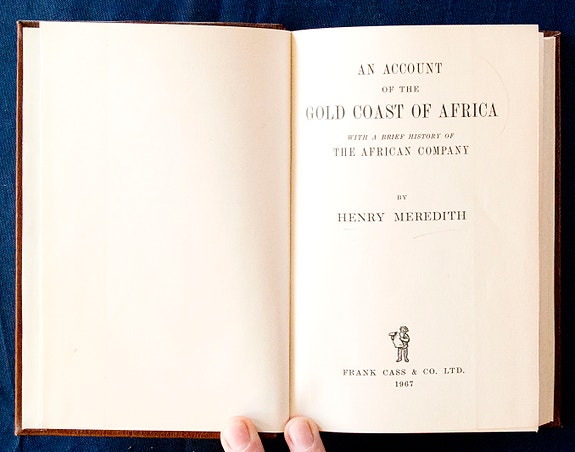 AN ACCOUNT
OF THE
GOLD COAST OF AFRICA
WITH A BRIEF HISTORY OF
THE AFRICAN COMPANY
BY
HENRY MEREDITH
FRANK CASS & CO. LTD.
1967